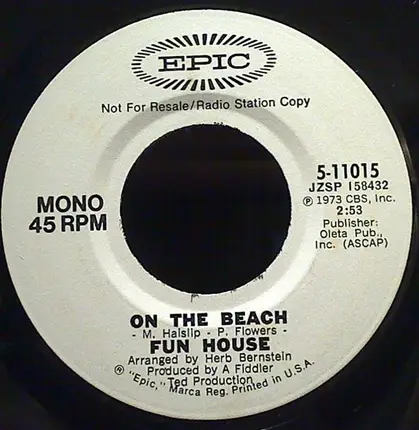 EPIC
Not For Resale/Radio Station Copy
MONO
45 RPM
5-11015
JZSP 158432
℗ 1973 CBS, Inc.
2:53
Publisher:
Oleta Pub.,
Inc. (ASCAP)
ON THE BEACH
- M. Haislip - P. Flowers -
FUN HOUSE
Arranged by Herb Bernstein
Produced by A Fiddler
Ted Production
® "Epic," Marca Reg. Printed in U.S.A.